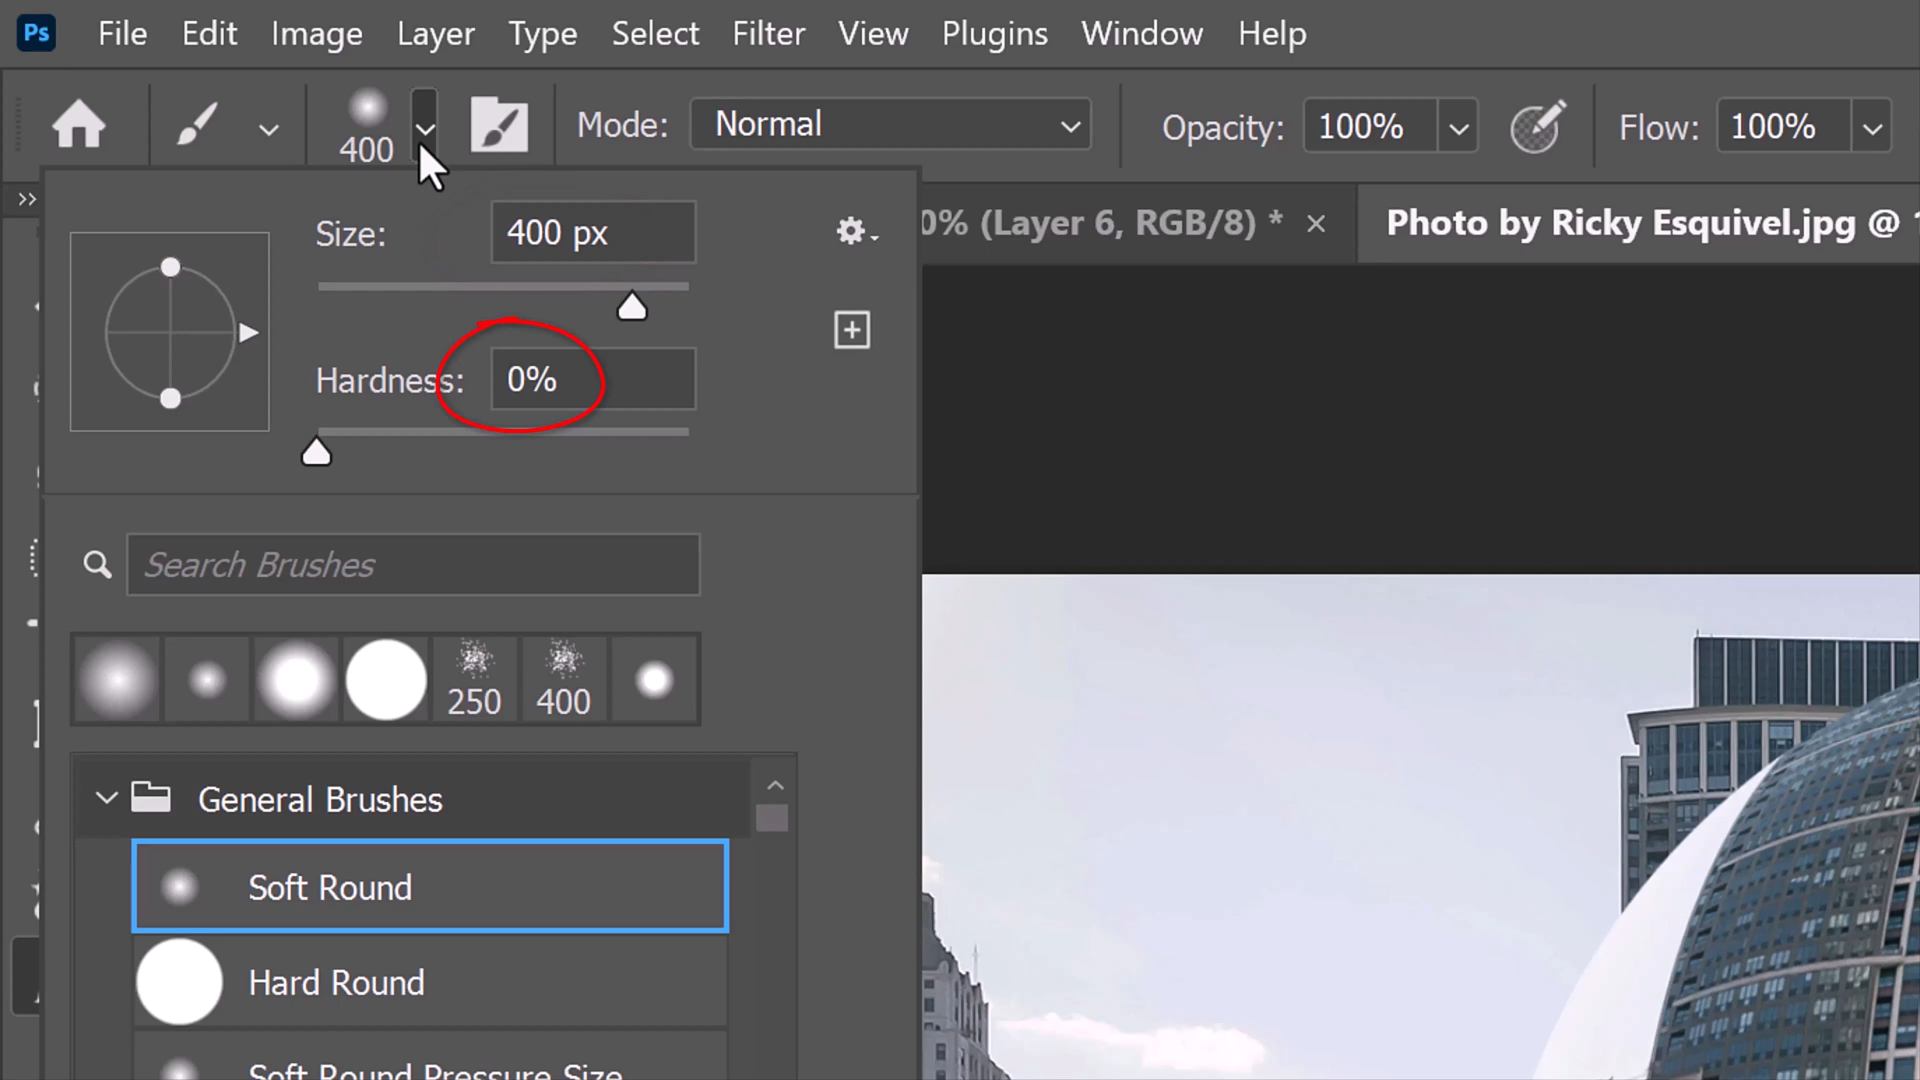 Ps File Edit Image Layer Type Select Filter View Plugins Window Help
400 Mode: Normal Opacity: 100% Flow: 100%
0% (Layer 6, RGB/8) * × Photo by Ricky Esquivel.jpg @
Size: 400 px
Hardness: 0%
Search Brushes
250 400
General Brushes
Soft Round
Hard Round
Soft Round Pressure Size